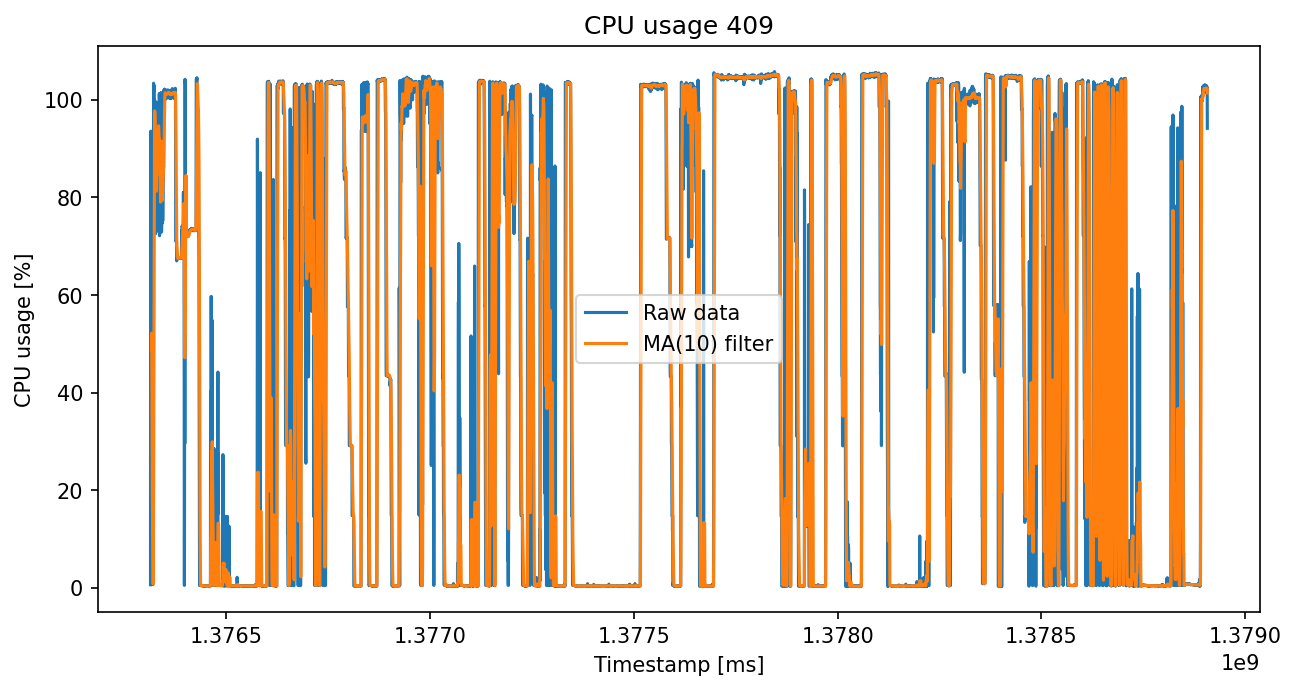 CPU usage 409
CPU usage [%]
100
80
60
40
20
0
Raw data
MA(10) filter
1.3765 1.3770 1.3775 1.3780 1.3785 1.3790
1e9
Timestamp [ms]